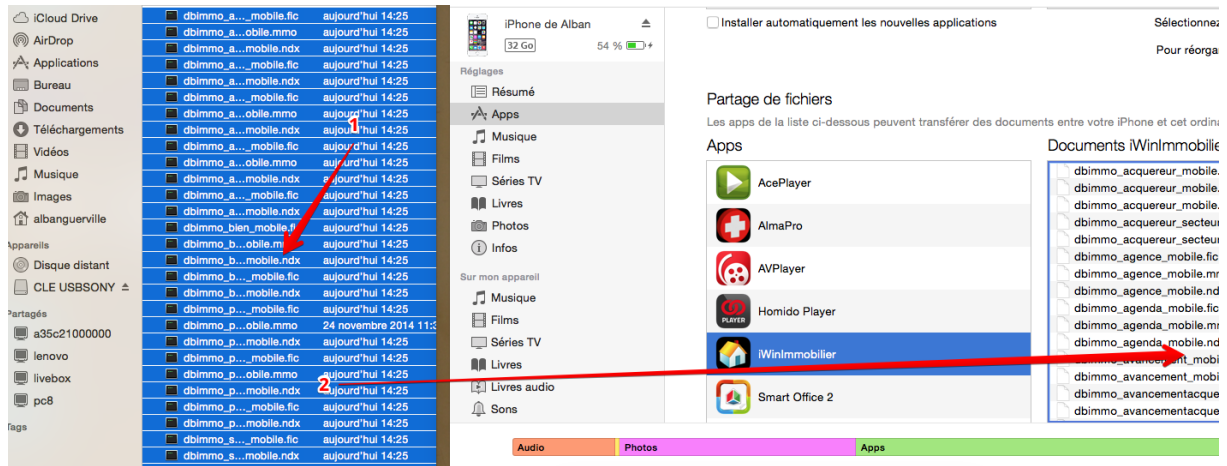 iCloud Drive
AirDrop
Applications
Bureau
Documents
Téléchargements
Vidéos
Musique
Images
albanguerville
Appareils
Disque distant
CLE USBSONY
Partagés
a35c21000000
lenovo
livebox
pc8
Tags
dbimmo_a..._mobile.fic aujourd'hui 14:25
dbimmo_a...obile.mmo aujourd'hui 14:25
dbimmo_a..._mobile.fic aujourd'hui 14:25
dbimmo_a...obile.mmo aujourd'hui 14:25
dbimmo_a...mobile.ndx aujourd'hui 14:25
dbimmo_a..._mobile.fic aujourd'hui 14:25
dbimmo_a...obile.mmo aujourd'hui 14:25
dbimmo_a...mobile.ndx aujourd'hui 14:25
dbimmo_a..._mobile.fic aujourd'hui 14:25
dbimmo_a...obile.mmo aujourd'hui 14:25
dbimmo_a...mobile.ndx aujourd'hui 14:25
dbimmo_a..._mobile.fic aujourd'hui 14:25
dbimmo_a...mobile.ndx aujourd'hui 14:25
dbimmo_bien_mobile.fic aujourd'hui 14:25
dbimmo_b...obile.mmo aujourd'hui 14:25
dbimmo_b...mobile.ndx aujourd'hui 14:25
dbimmo_b..._mobile.fic aujourd'hui 14:25
dbimmo_b...mobile.ndx aujourd'hui 14:25
dbimmo_p..._mobile.fic aujourd'hui 14:25
dbimmo_p...obile.mmo 24 novembre 2014 11:3
dbimmo_p...mobile.ndx aujourd'hui 14:25
dbimmo_p..._mobile.fic aujourd'hui 14:25
dbimmo_p...obile.mmo aujourd'hui 14:25
dbimmo_p...mobile.ndx aujourd'hui 14:25
dbimmo_p..._mobile.fic aujourd'hui 14:25
dbimmo_p...mobile.ndx aujourd'hui 14:25
dbimmo_s..._mobile.fic aujourd'hui 14:25
dbimmo_s...mobile.ndx aujourd'hui 14:25
1
2
iPhone de Alban
32 Go 54 %
Réglages
Résumé
Apps
Musique
Films
Séries TV
Livres
Photos
Infos
Sur mon appareil
Musique
Films
Séries TV
Livres
Livres audio
Sons
Installer automatiquement les nouvelles applications
Sélectionnez
Pour réorga
Partage de fichiers
Les apps de la liste ci-dessous peuvent transférer des documents entre votre iPhone et cet ordina
Apps
AcePlayer
AlmaPro
AVPlayer
PLAYER
Homido Player
iWinImmobilier
Smart Office 2
Documents iWinImmobilie
dbimmo_acquereur_mobile.
dbimmo_acquereur_mobile.
dbimmo_acquereur_mobile.
dbimmo_acquereur_secteur
dbimmo_acquereur_secteur
dbimmo_agence_mobile.fic
dbimmo_agence_mobile.mm
dbimmo_agence_mobile.nd
dbimmo_agenda_mobile.fic
dbimmo_agenda_mobile.mm
dbimmo_agenda_mobile.nd
dbimmo_avancement_mobi
dbimmo_avancement_mobi
dbimmo_avancementacque
dbimmo_avancementacque
Audio Photos Apps